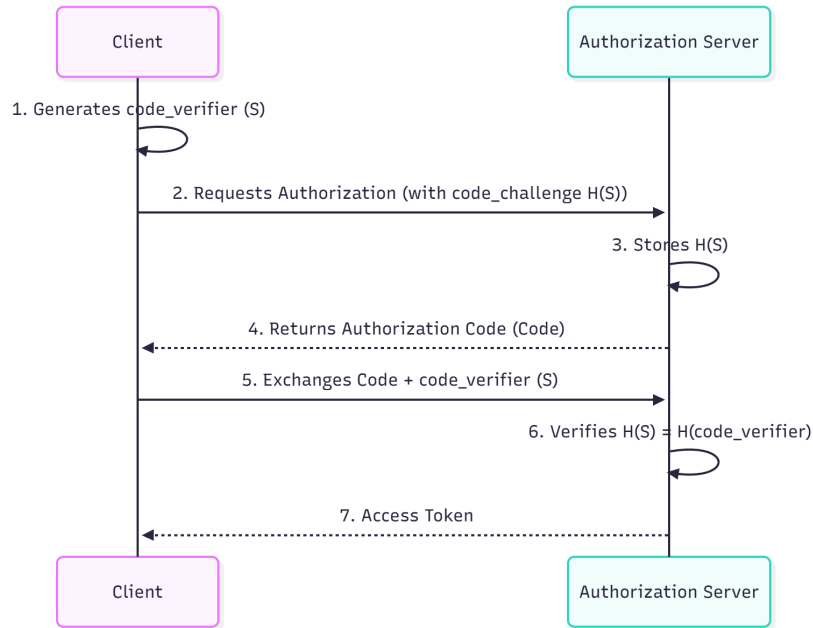 Client
Authorization Server
1. Generates code_verifier (S)
2. Requests Authorization (with code_challenge H(S))
3. Stores H(S)
4. Returns Authorization Code (Code)
5. Exchanges Code + code_verifier (S)
6. Verifies H(S) = H(code_verifier)
7. Access Token
Client
Authorization Server